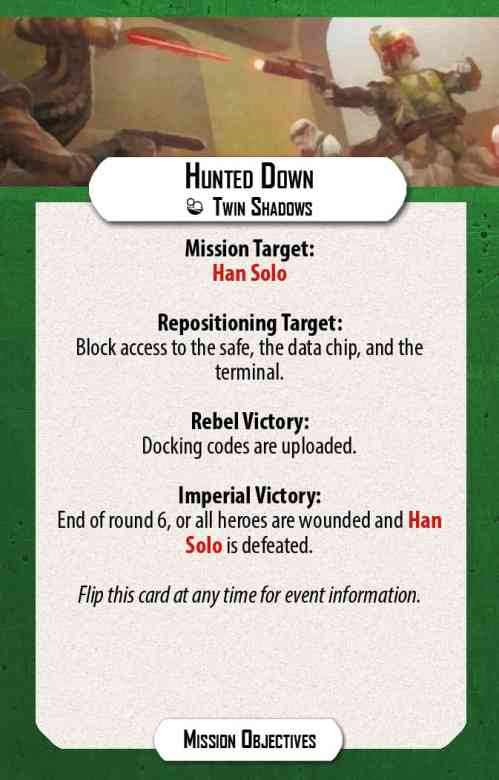 Hunted Down
Twin Shadows
Mission Target:
Han Solo
Repositioning Target:
Block access to the safe, the data chip, and the
terminal.
Rebel Victory:
Docking codes are uploaded.
Imperial Victory:
End of round 6, or all heroes are wounded and Han
Solo is defeated.
Flip this card at any time for event information.
Mission Objectives